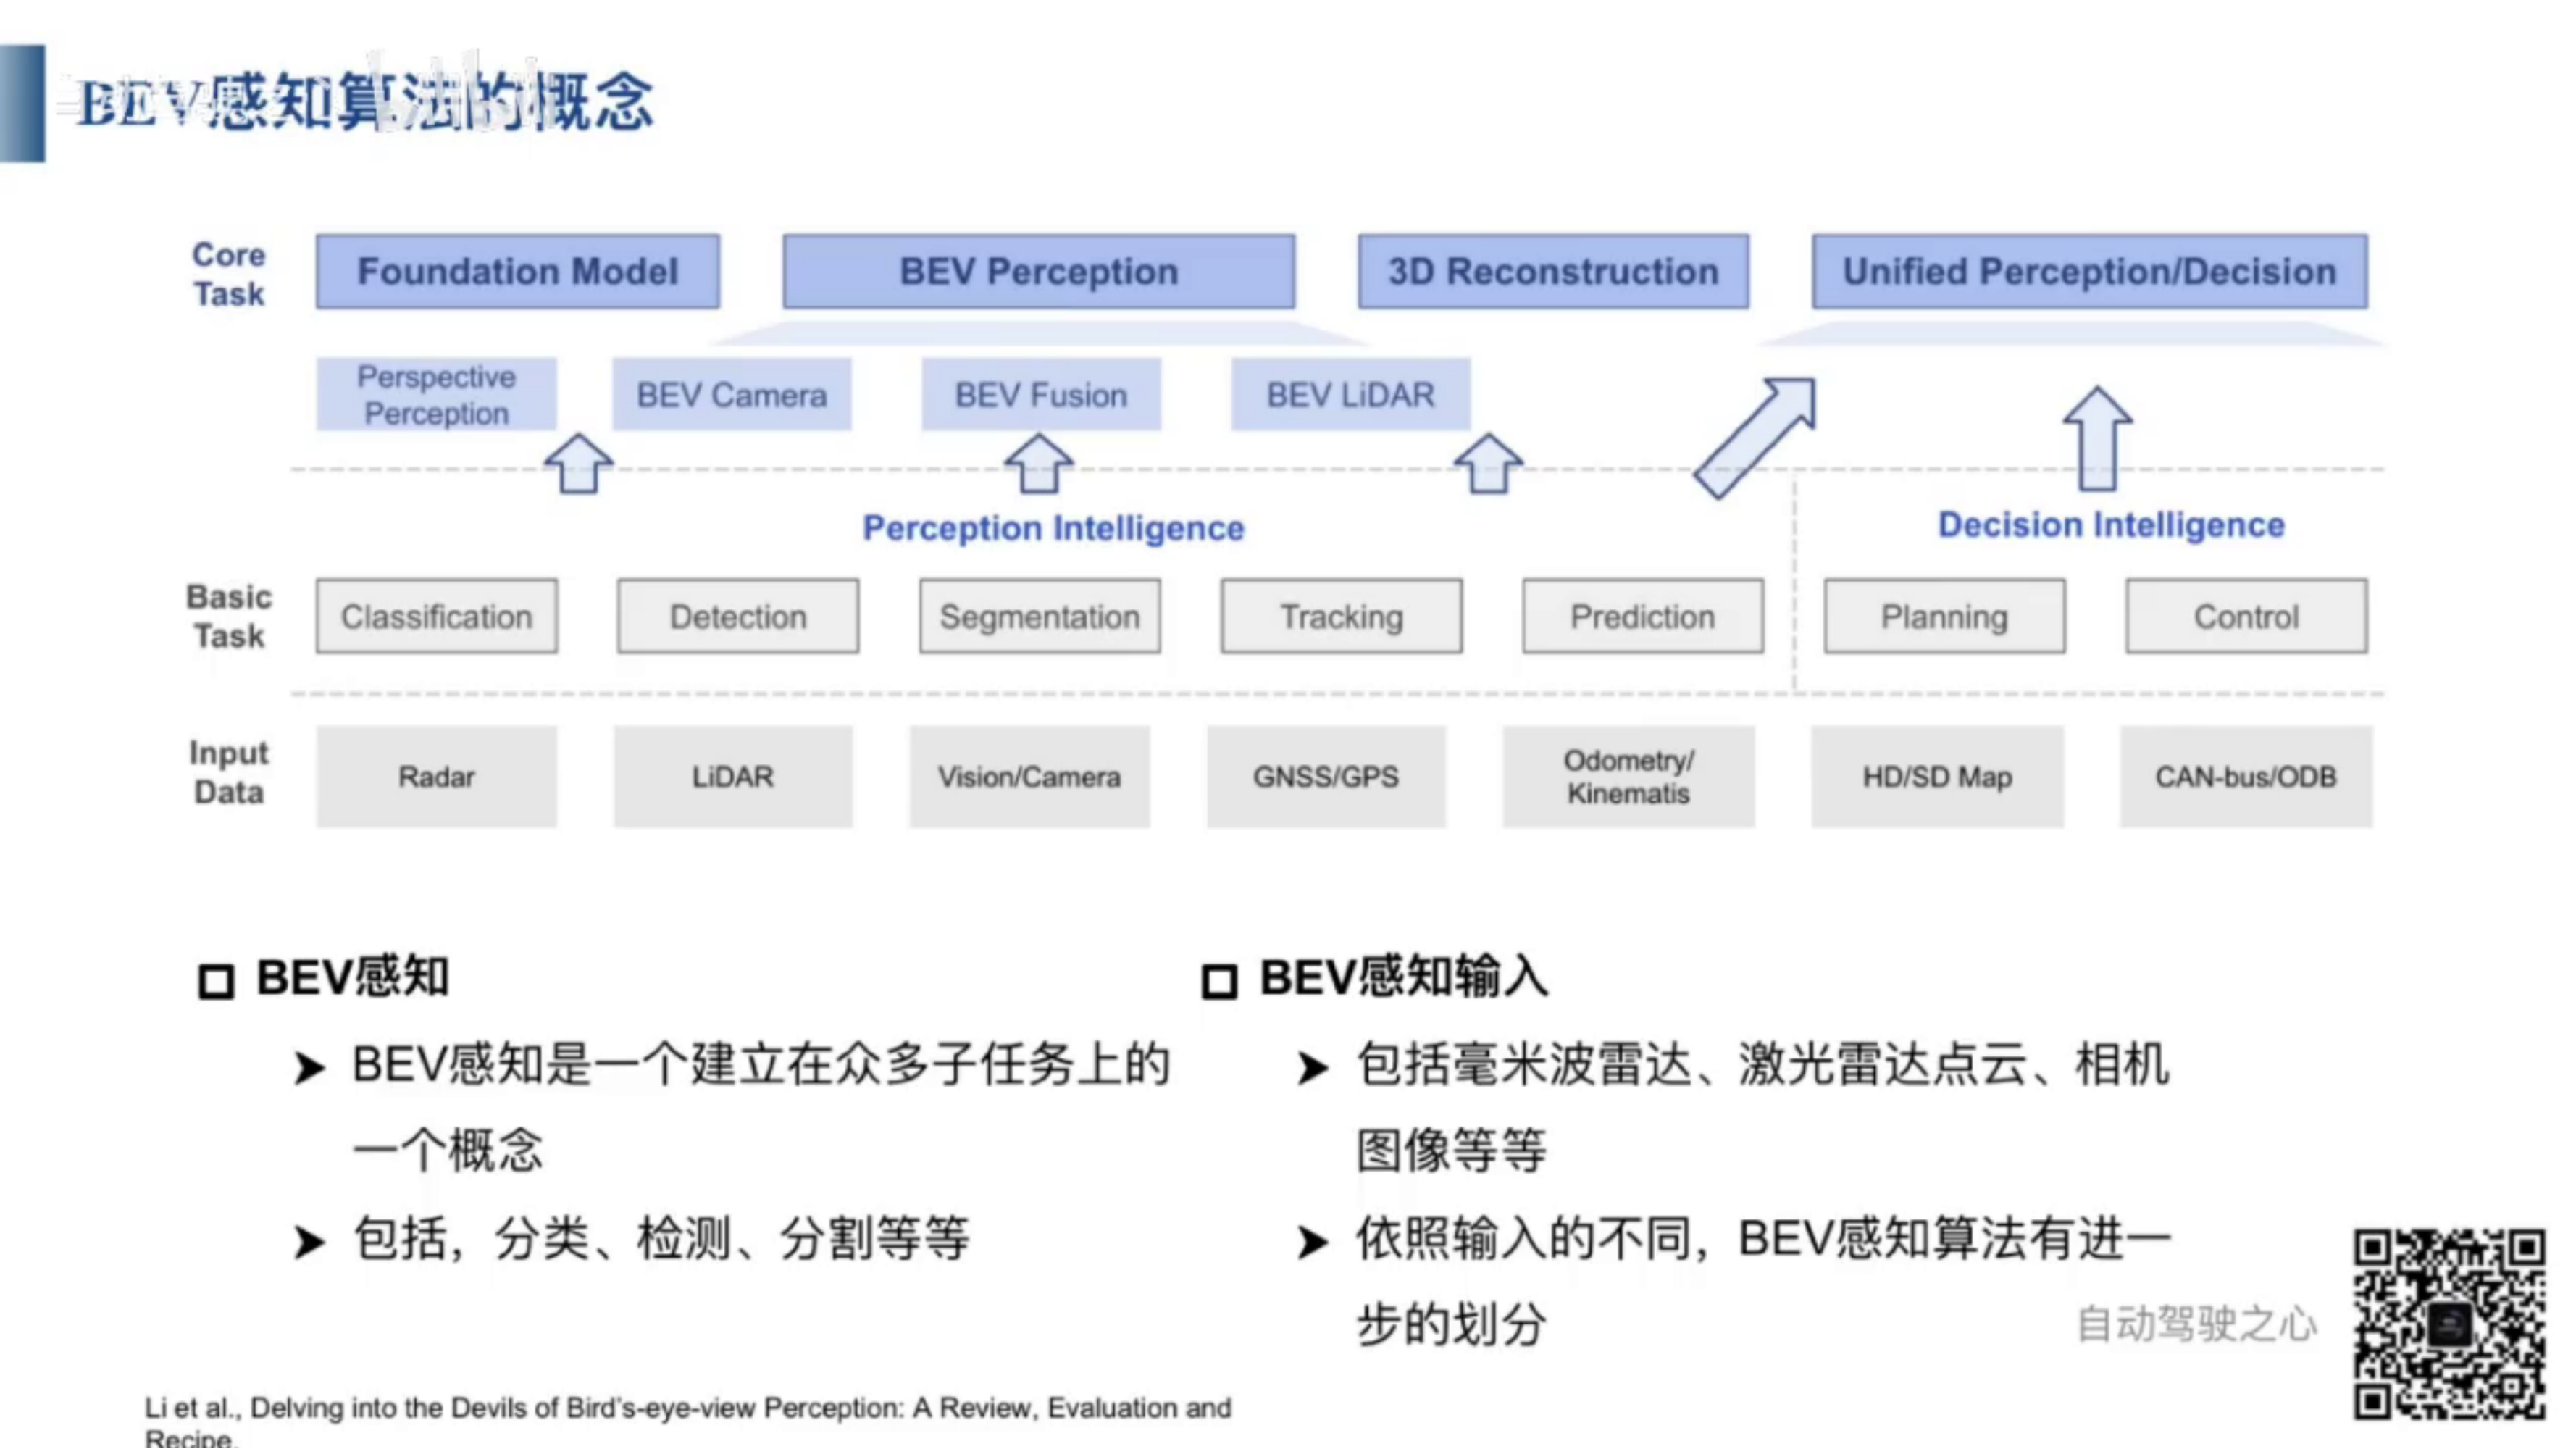 BEV感知算法的概念
Core
Task
Foundation Model
BEV Perception
3D Reconstruction
Unified Perception/Decision
Perspective
Perception
BEV Camera
BEV Fusion
BEV LiDAR
Perception Intelligence
Decision Intelligence
Basic
Task
Classification
Detection
Segmentation
Tracking
Prediction
Planning
Control
Input
Data
Radar
LiDAR
Vision/Camera
GNSS/GPS
Odometry/
Kinematis
HD/SD Map
CAN-bus/ODB
BEV感知
BEV感知是一个建立在众多子任务上的
一个概念
包括，分类、检测、分割等等
BEV感知输入
包括毫米波雷达、激光雷达点云、相机
图像等等
依照输入的不同，BEV感知算法有进一
步的划分
自动驾驶之心
Li et al., Delving into the Devils of Bird's-eye-view Perception: A Review, Evaluation and
Recipe.